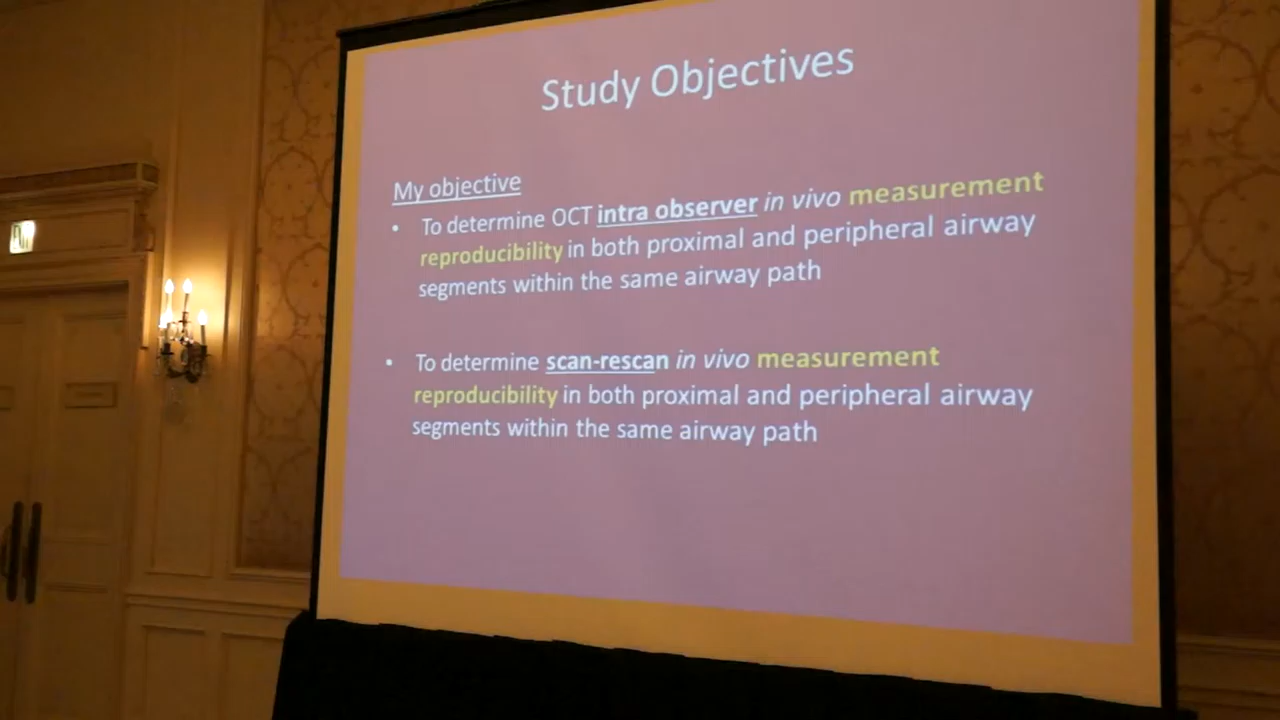 Study Objectives
My objective
• To determine OCT intra observer in vivo measurement
reproducibility in both proximal and peripheral airway
segments within the same airway path
• To determine scan-rescan in vivo measurement
reproducibility in both proximal and peripheral airway
segments within the same airway path